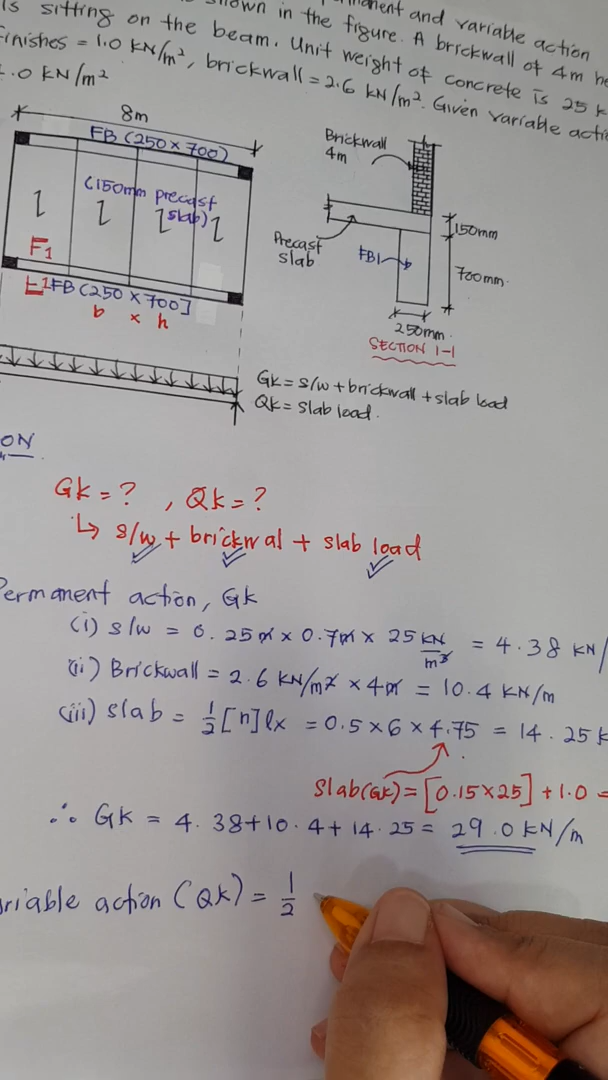 shown in the figure. A brickwall of 4m
and variable action
is sitting on the beam. Unit weight of concrete is 25
finishes = 1.0 kN/m², brickwall = 2.6 kN/m². Given variable
.0 kN/m²
8m
FB (250 x 700)
(150mm precast
slab)
F1
FB (250 x 700]
b x h
Brickwall
4m
Precast
slab
FB1
150mm
700mm
250mm
SECTION 1-1
Gk = s/w + brickwall + slab load
Qk = slab load.
ON
Gk = ? , Qk = ?
↳ s/w + brickwal + slab load
Permanent action, Gk
(i) s/w = 0.25m x 0.7m x 25 kN/m³ = 4.38 kN/
(ii) Brickwall = 2.6 kN/m² x 4m = 10.4 kN/m
(iii) slab = 1/2 [n] lx = 0.5 x 6 x 4.75 = 14.25 k
Slab(Gk) = [0.15 x 25] + 1.0 =
∴ Gk = 4.38 + 10.4 + 14.25 = 29.0 kN/m
riable action (Qk) = 1/2